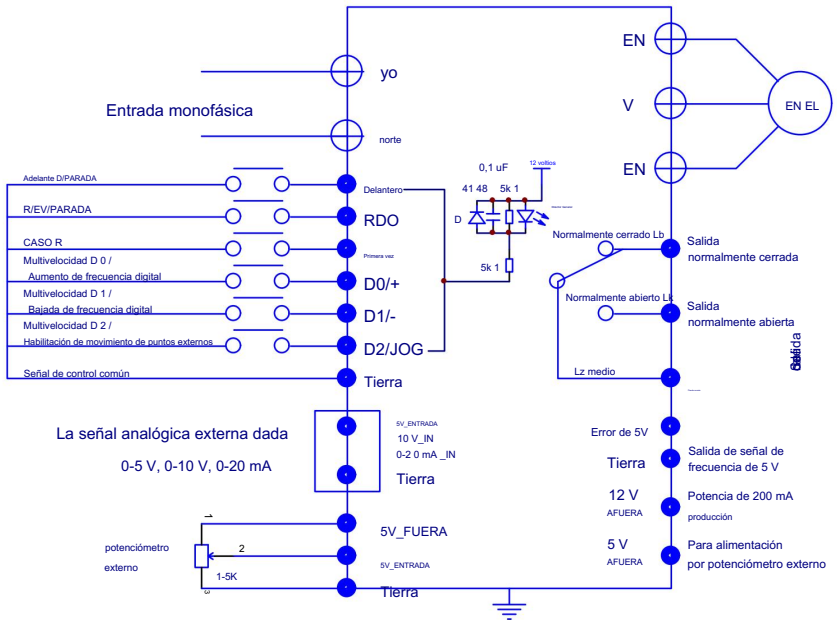 yo
Entrada monofásica
norte
Adelante D/PARADA
Delantero
R/EV/PARADA
RDO
CASO R
Primera vez
Multivelocidad D 0 /
Aumento de frecuencia digital
D0/+
Multivelocidad D 1 /
Bajada de frecuencia digital
D1/-
Multivelocidad D 2 /
Habilitación de movimiento de puntos externos
D2/JOG
Señal de control común
Tierra
La señal analógica externa dada
0-5 V, 0-10 V, 0-20 mA
5V_ENTRADA
10 V_IN
0-2 0 mA _IN
Tierra
potenciómetro
externo
1
2
3
1-5K
5V_FUERA
5V_ENTRADA
Tierra
12 voltios
0,1 uF
41 48
5k 1
D
5k 1
EN
V
EN
EN EL
Normalmente cerrado Lb
Salida
normalmente cerrada
Normalmente abierto Lk
Salida
normalmente abierta
Lz medio
Error de 5V
Tierra
Salida de señal de
frecuencia de 5 V
12 V
AFUERA
Potencia de 200 mA
producción
5 V
AFUERA
Para alimentación
por potenciómetro externo